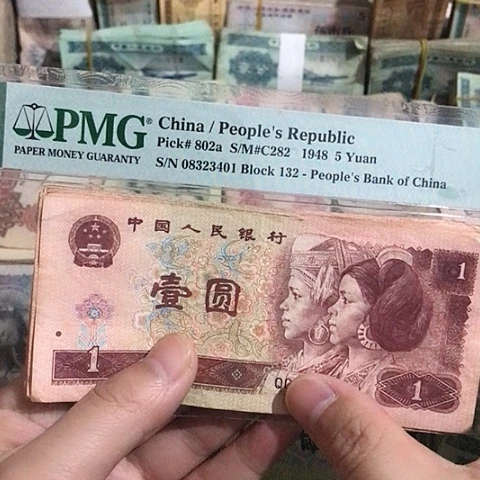 PMG®
PAPER MONEY GUARANTY
China / People's Republic
Pick# 802a S/M#C282 1948 5 Yuan
S/N 08323401 Block 132 - People's Bank of China
中国人民银行
壹圆
1
1
1